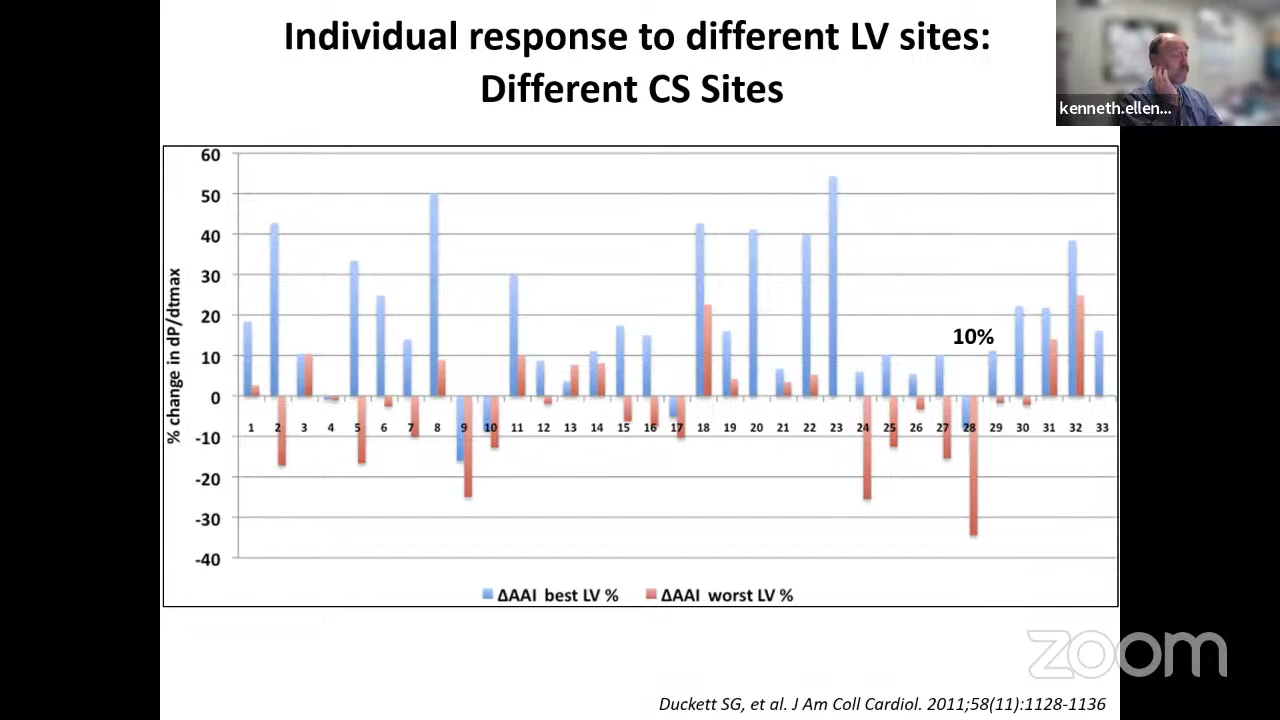 Individual response to different LV sites:
Different CS Sites
kenneth.ellen...
60
50
40
30
20
10
0
-10
-20
-30
-40
% change in dP/dtmax
10%
1 2 3 4 5 6 7 8 9 10 11 12 13 14 15 16 17 18 19 20 21 22 23 24 25 26 27 28 29 30 31 32 33
ΔAAI best LV % ΔAAI worst LV %
zoom
Duckett SG, et al. J Am Coll Cardiol. 2011;58(11):1128-1136